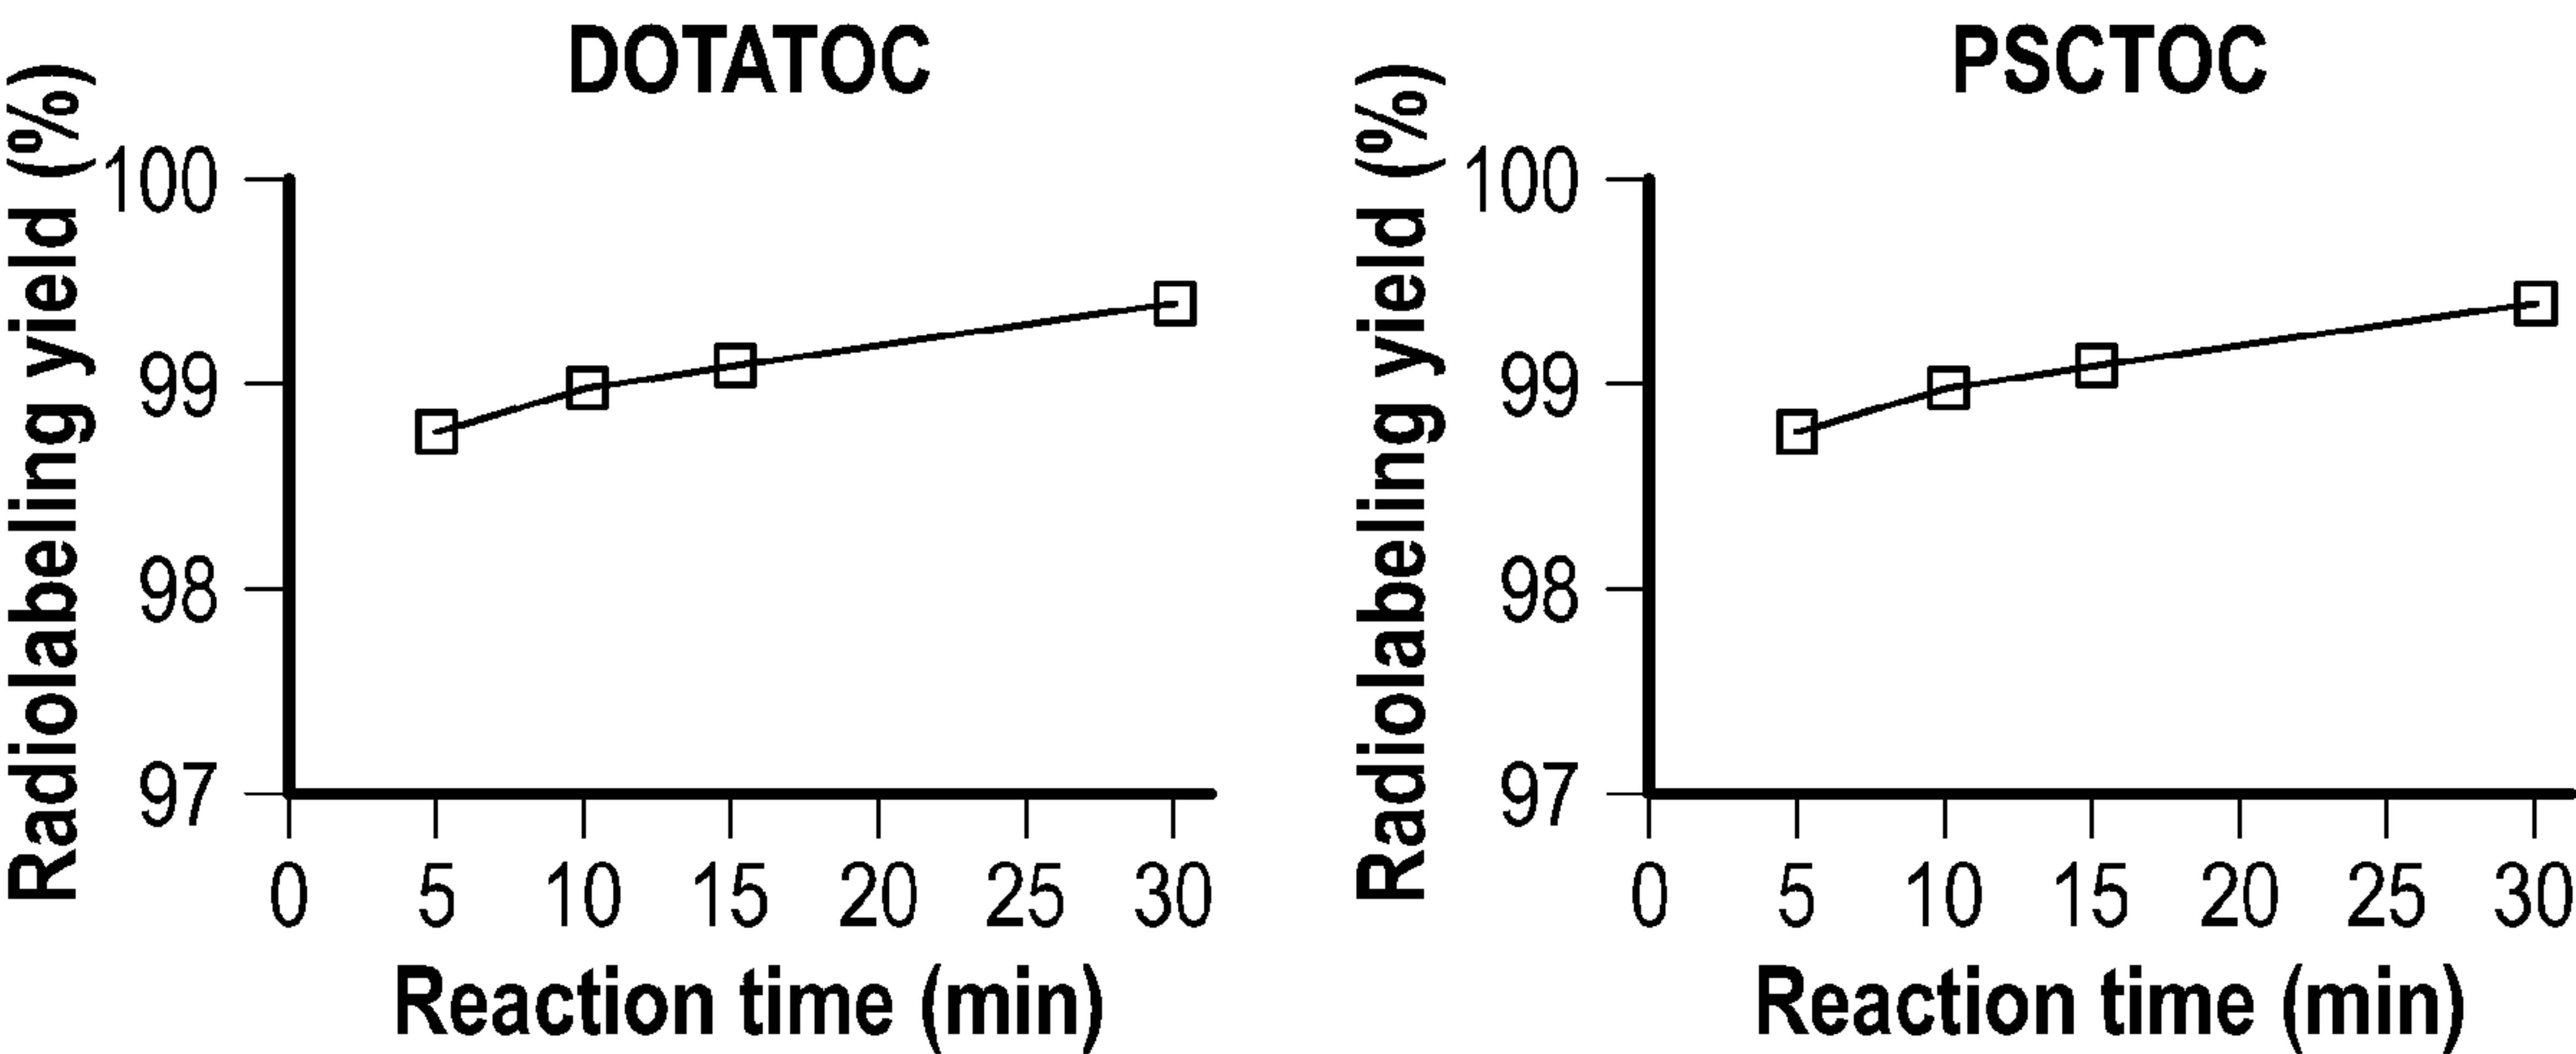 DOTATOC
Radiolabeling yield (%)
100
99
98
97
0 5 10 15 20 25 30
Reaction time (min)
PSCTOC
Radiolabeling yield (%)
100
99
98
97
0 5 10 15 20 25 30
Reaction time (min)